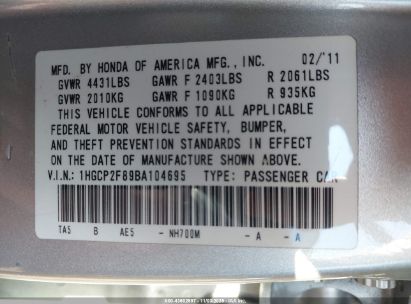 MFD. BY HONDA OF AMERICA MFG., INC. 02/11
GVWR 4431LBS GAWR F 2403LBS R 2061LBS
GVWR 2010KG GAWR F 1090KG R 935KG
THIS VEHICLE CONFORMS TO ALL APPLICABLE
FEDERAL MOTOR VEHICLE SAFETY, BUMPER,
AND THEFT PREVENTION STANDARDS IN EFFECT
ON THE DATE OF MANUFACTURE SHOWN ABOVE.
V.I.N.: 1HGCP2F89BA104695 TYPE: PASSENGER CAR
TA5 B AE5 - NH700M - A - A